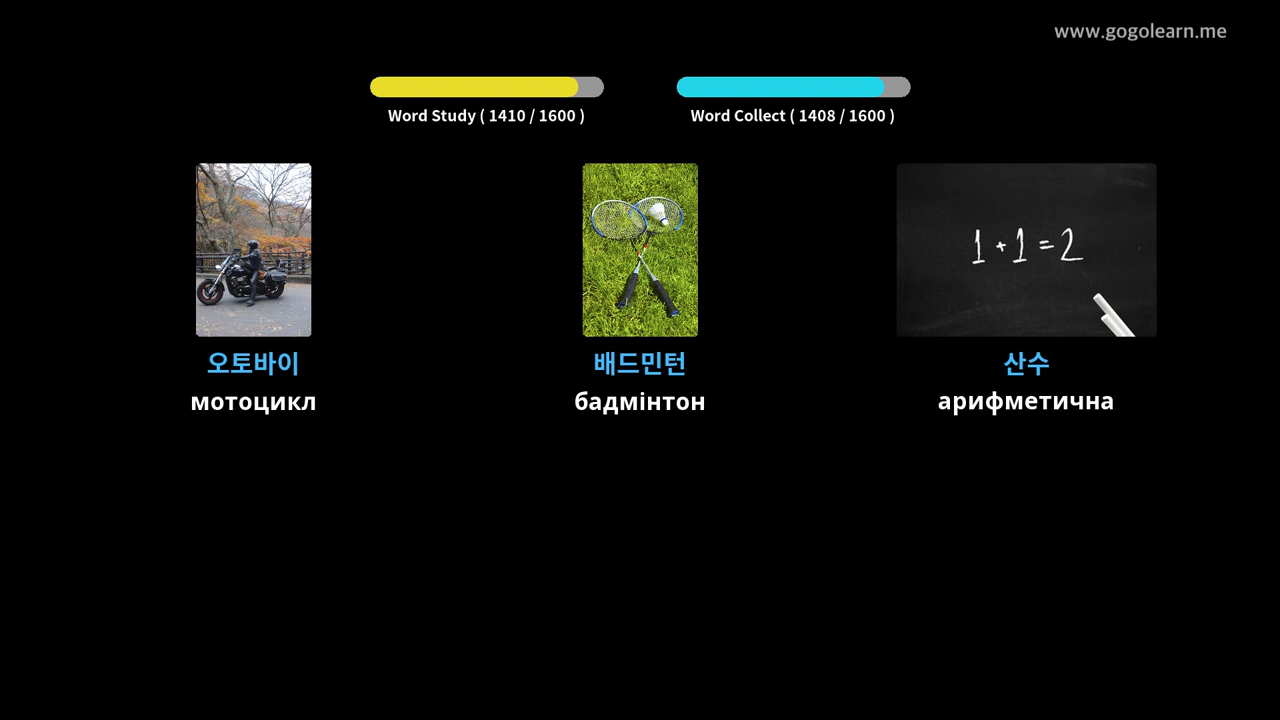 www.gogolearn.me
Word Study ( 1410 / 1600 )
Word Collect ( 1408 / 1600 )
1 + 1 = 2
오토바이
배드민턴
산수
мотоцикл
бадмінтон
арифметична